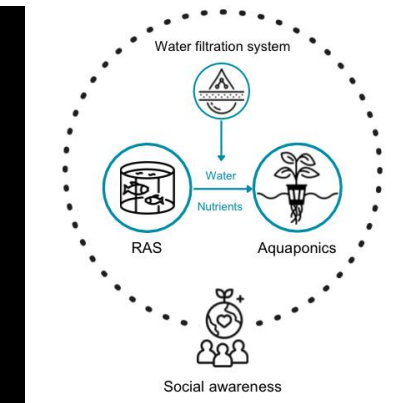 Water filtration system
Water
Nutrients
RAS
Aquaponics
Social awareness